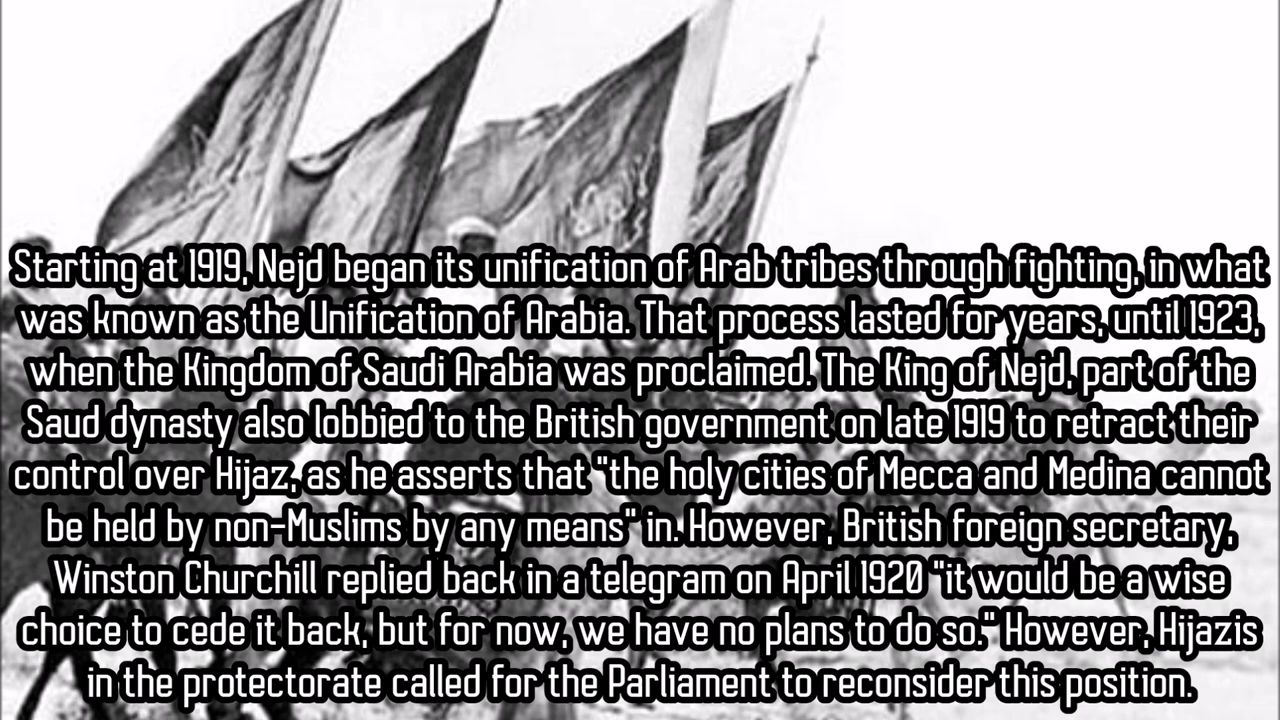 Starting at 1919, Nejd began its unification of Arab tribes through fighting, in what
was known as the Unification of Arabia. That process lasted for years, until 1923,
when the Kingdom of Saudi Arabia was proclaimed. The King of Nejd, part of the
Saud dynasty also lobbied to the British government on late 1919 to retract their
control over Hijaz, as he asserts that "the holy cities of Mecca and Medina cannot
be held by non-Muslims by any means" in. However, British foreign secretary,
Winston Churchill replied back in a telegram on April 1920 "it would be a wise
choice to cede it back, but for now, we have no plans to do so." However, Hijazis
in the protectorate called for the Parliament to reconsider this position.